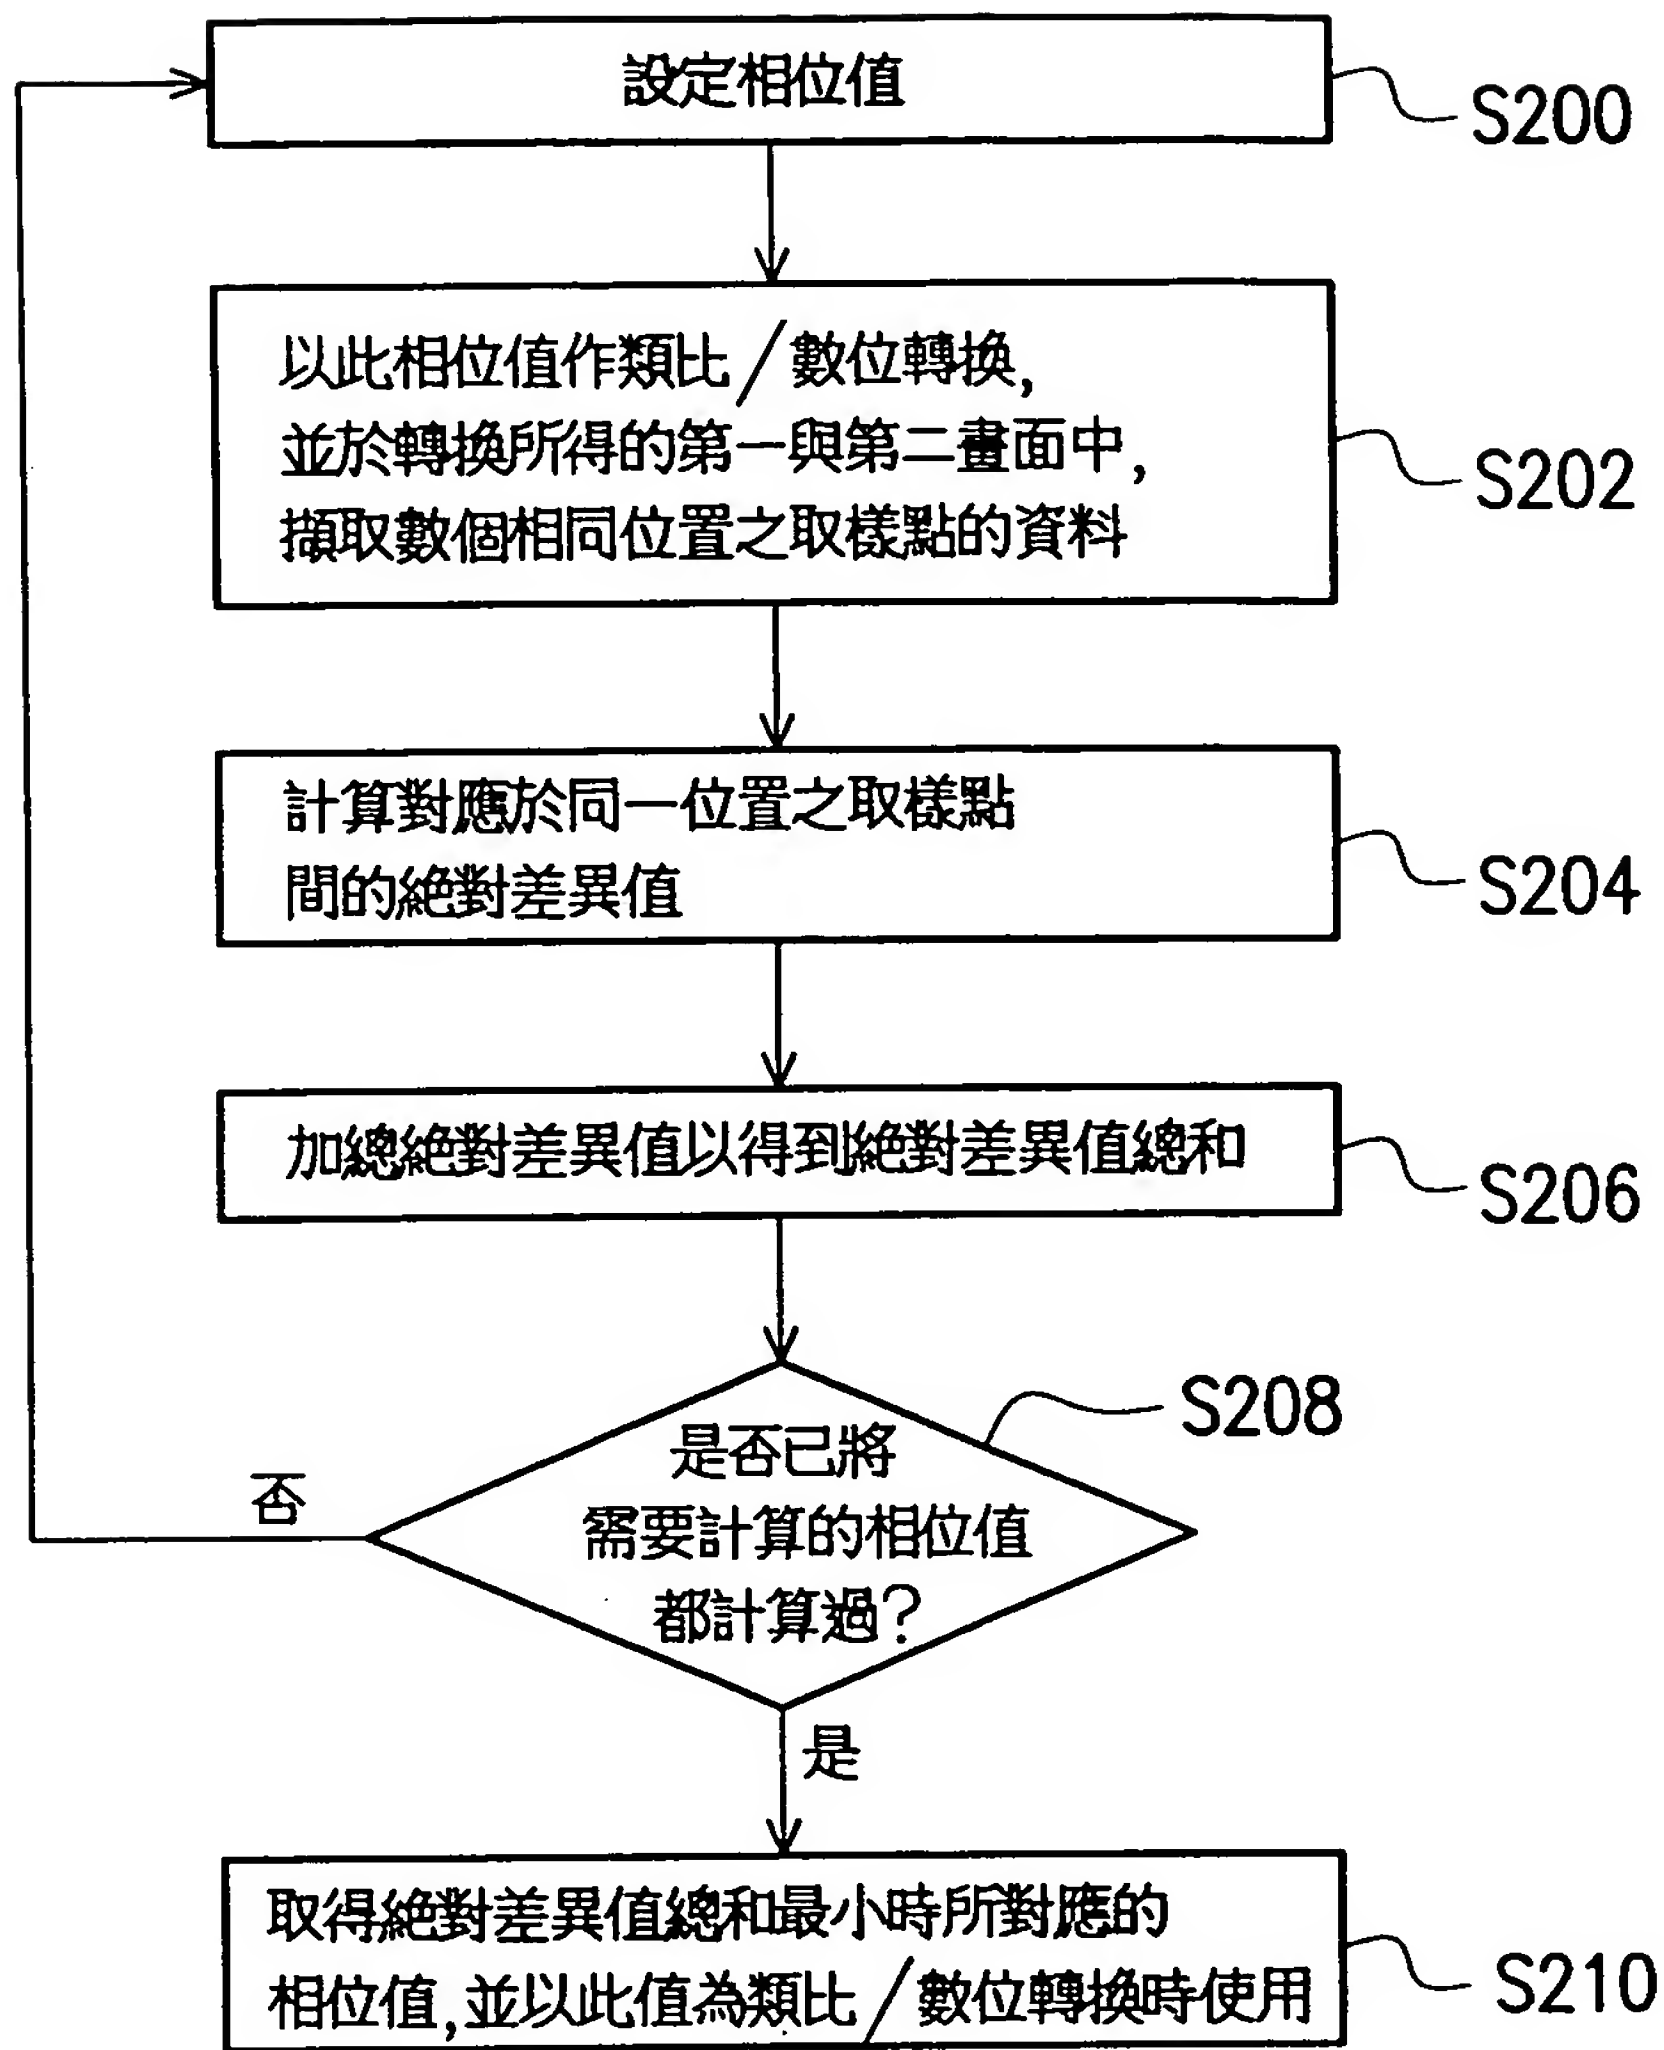 設定相位值
S200
以此相位值作類比/數位轉換,
並於轉換所得的第一與第二畫面中,
擷取數個相同位置之取樣點的資料
S202
計算對應於同一位置之取樣點
間的絕對差異值
S204
加總絕對差異值以得到絕對差異值總和
S206
S208
是否已將
需要計算的相位值
都計算過?
否
是
取得絕對差異值總和最小時所對應的
相位值,並以此值為類比/數位轉換時使用
S210